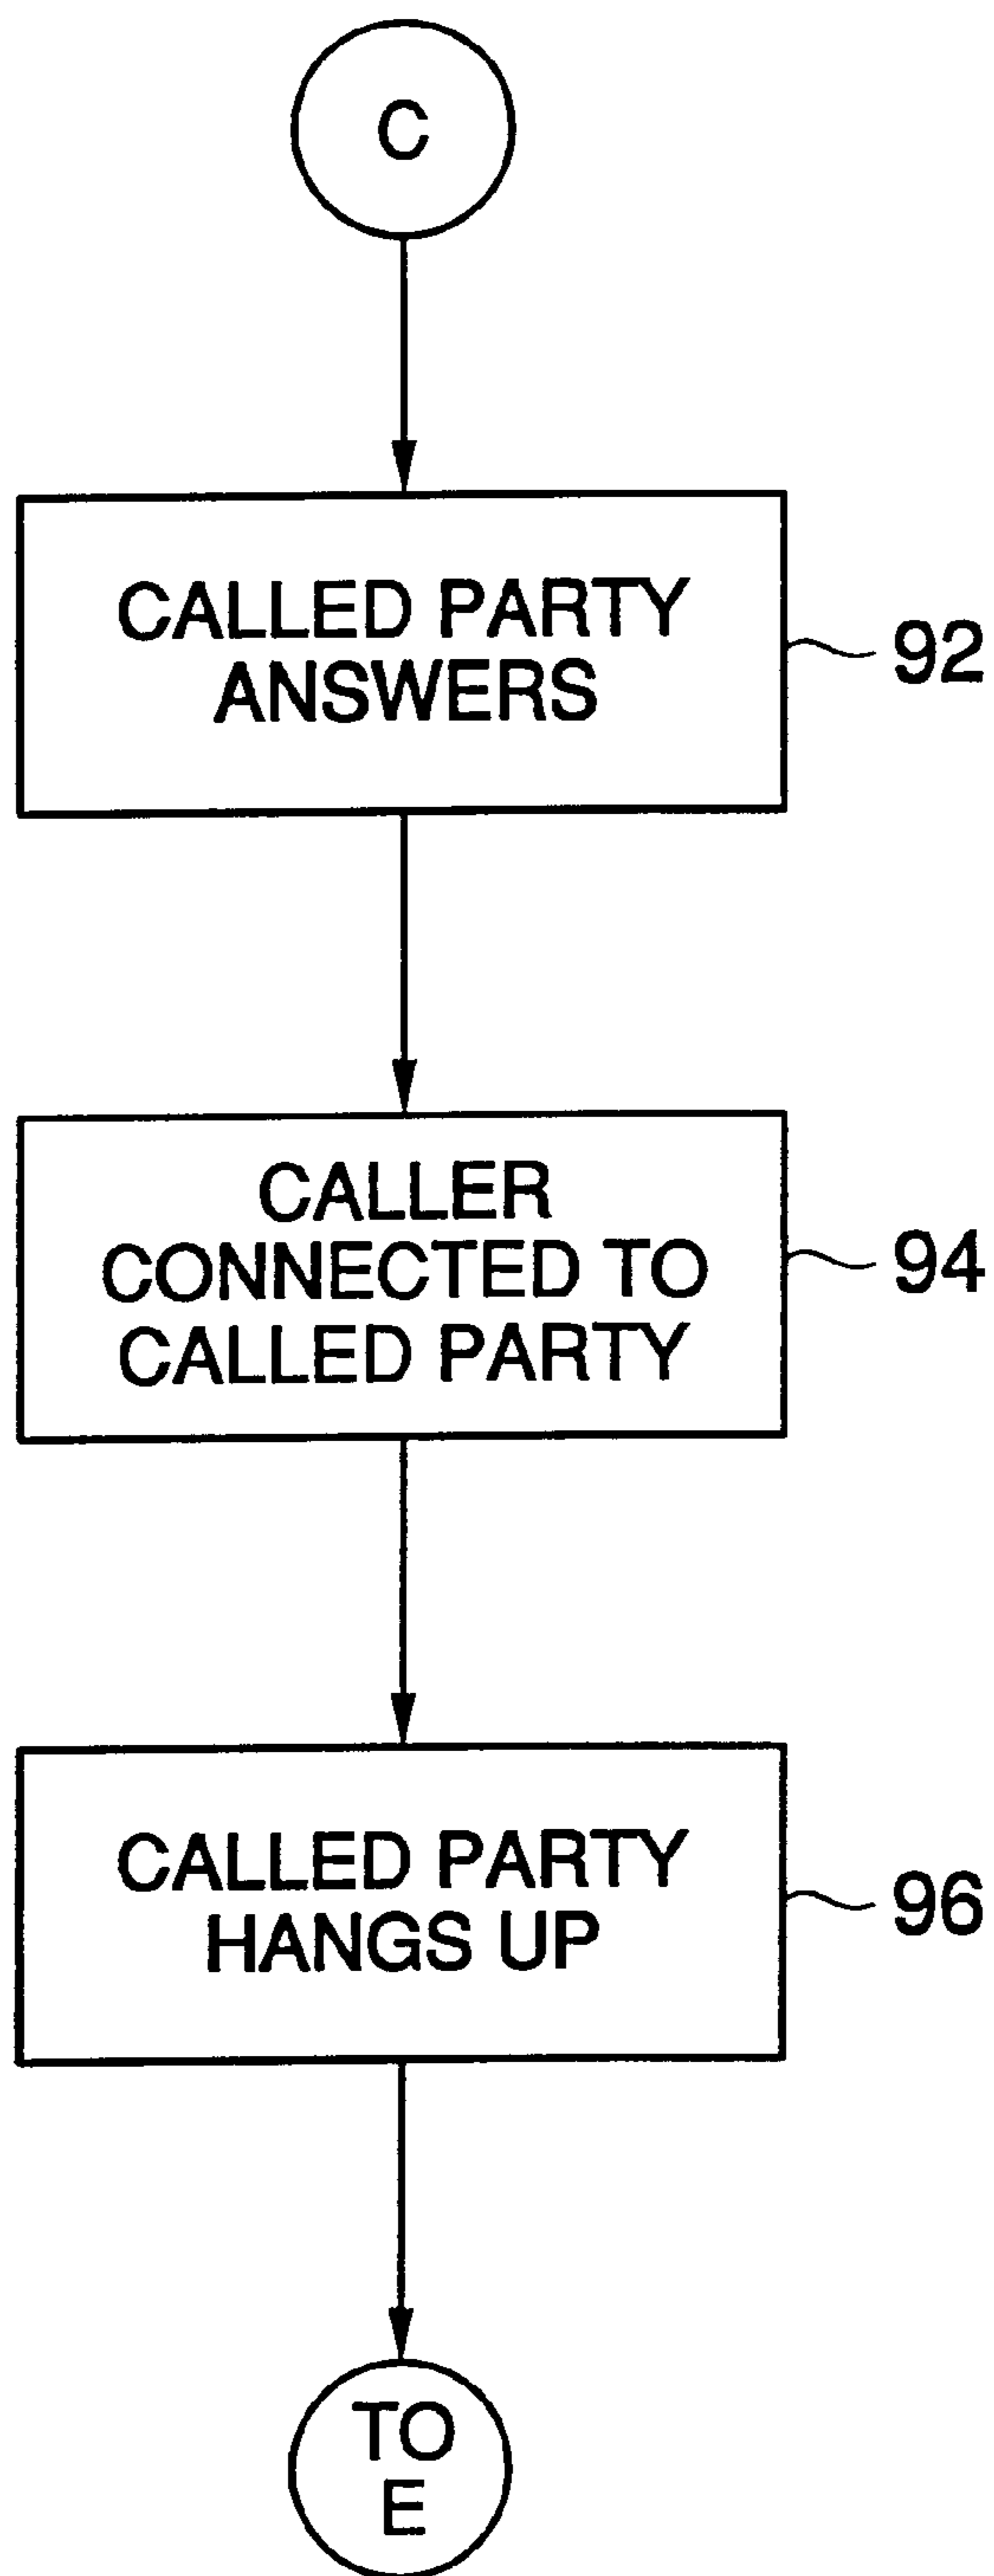 C
CALLED PARTY
ANSWERS
92
CALLER
CONNECTED TO
CALLED PARTY
94
CALLED PARTY
HANGS UP
96
TO
E